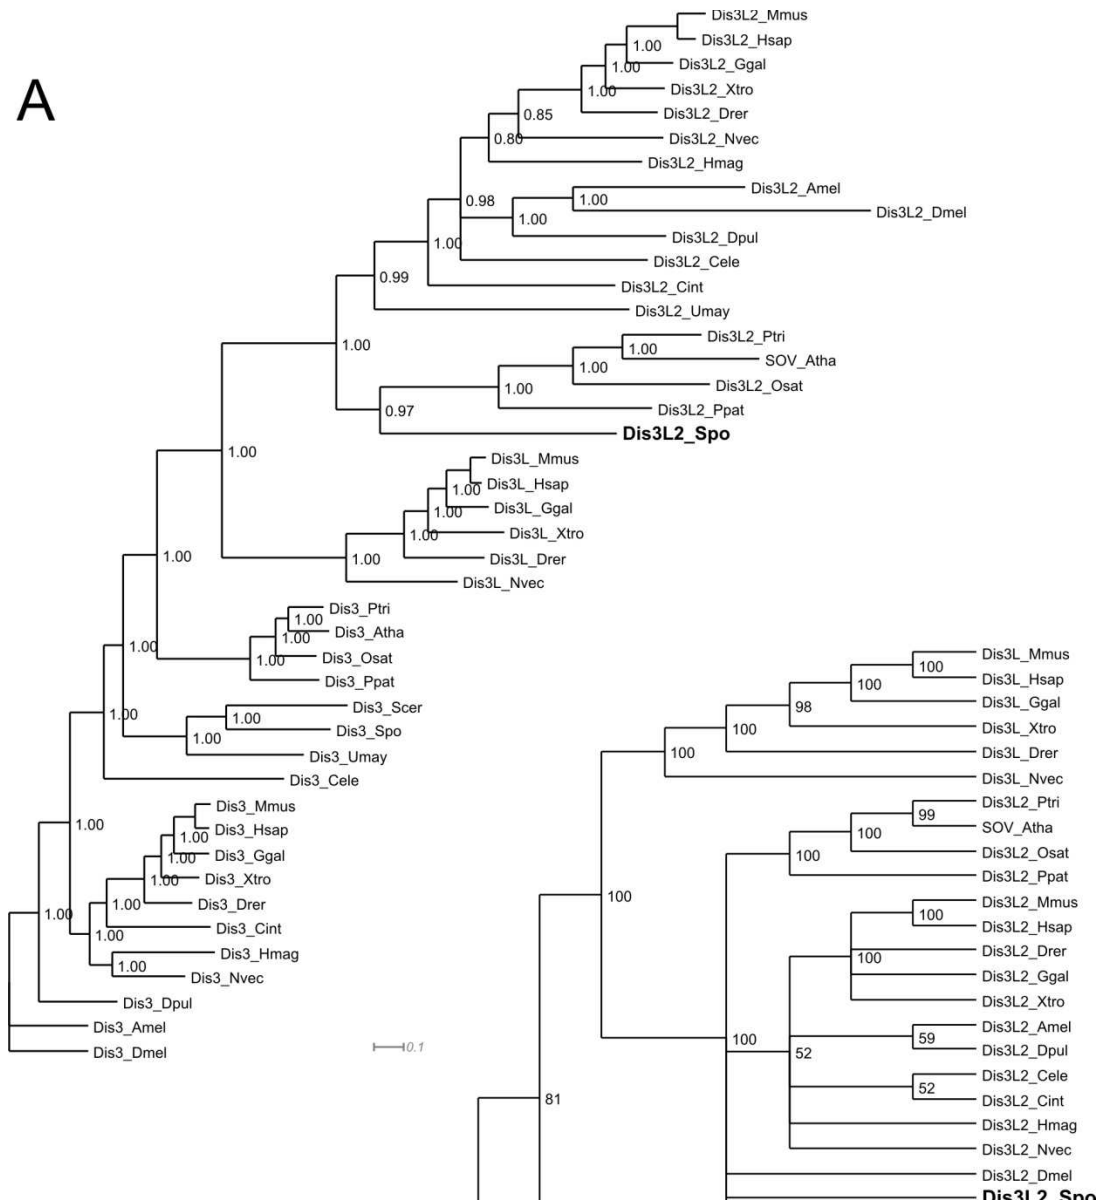 A
Dis3L2_Mmus
Dis3L2_Hsap
1.00
Dis3L2_Ggal
1.00
Dis3L2_Xtro
1.00
Dis3L2_Drer
0.85
Dis3L2_Nvec
0.80
Dis3L2_Hmag
Dis3L2_Amel
1.00
0.98
Dis3L2_Dmel
1.00
Dis3L2_Dpul
1.00
Dis3L2_Cele
0.99
Dis3L2_Cint
Dis3L2_Umay
Dis3L2_Ptri
1.00
1.00
SOV_Atha
1.00
Dis3L2_Osat
1.00
Dis3L2_Ppat
0.97
Dis3L2_Spo
1.00
Dis3L_Mmus
Dis3L_Hsap
1.00
Dis3L_Ggal
1.00
Dis3L_Xtro
1.00
Dis3L_Drer
1.00
1.00
Dis3L_Nvec
Dis3_Ptri
1.00
Dis3_Atha
1.00
Dis3_Osat
1.00
1.00
Dis3_Ppat
Dis3_Scer
1.00
1.00
Dis3_Spo
1.00
Dis3_Umay
Dis3_Cele
Dis3_Mmus
1.00
Dis3_Hsap
1.00
Dis3_Ggal
1.00
Dis3_Xtro
1.00
Dis3_Drer
1.00
1.00
Dis3_Cint
1.00
Dis3_Hmag
1.00
Dis3_Nvec
Dis3_Dpul
Dis3_Amel
Dis3_Dmel
0.1
Dis3L_Mmus
100
Dis3L_Hsap
100
Dis3L_Ggal
98
Dis3L_Xtro
100
Dis3L_Drer
100
Dis3L_Nvec
Dis3L2_Ptri
99
SOV_Atha
100
Dis3L2_Osat
100
Dis3L2_Ppat
100
Dis3L2_Mmus
100
Dis3L2_Hsap
Dis3L2_Drer
100
Dis3L2_Ggal
Dis3L2_Xtro
Dis3L2_Amel
100
59
Dis3L2_Dpul
52
Dis3L2_Cele
52
Dis3L2_Cint
81
Dis3L2_Hmag
Dis3L2_Nvec
Dis3L2_Dmel
Dis3L2_Spo